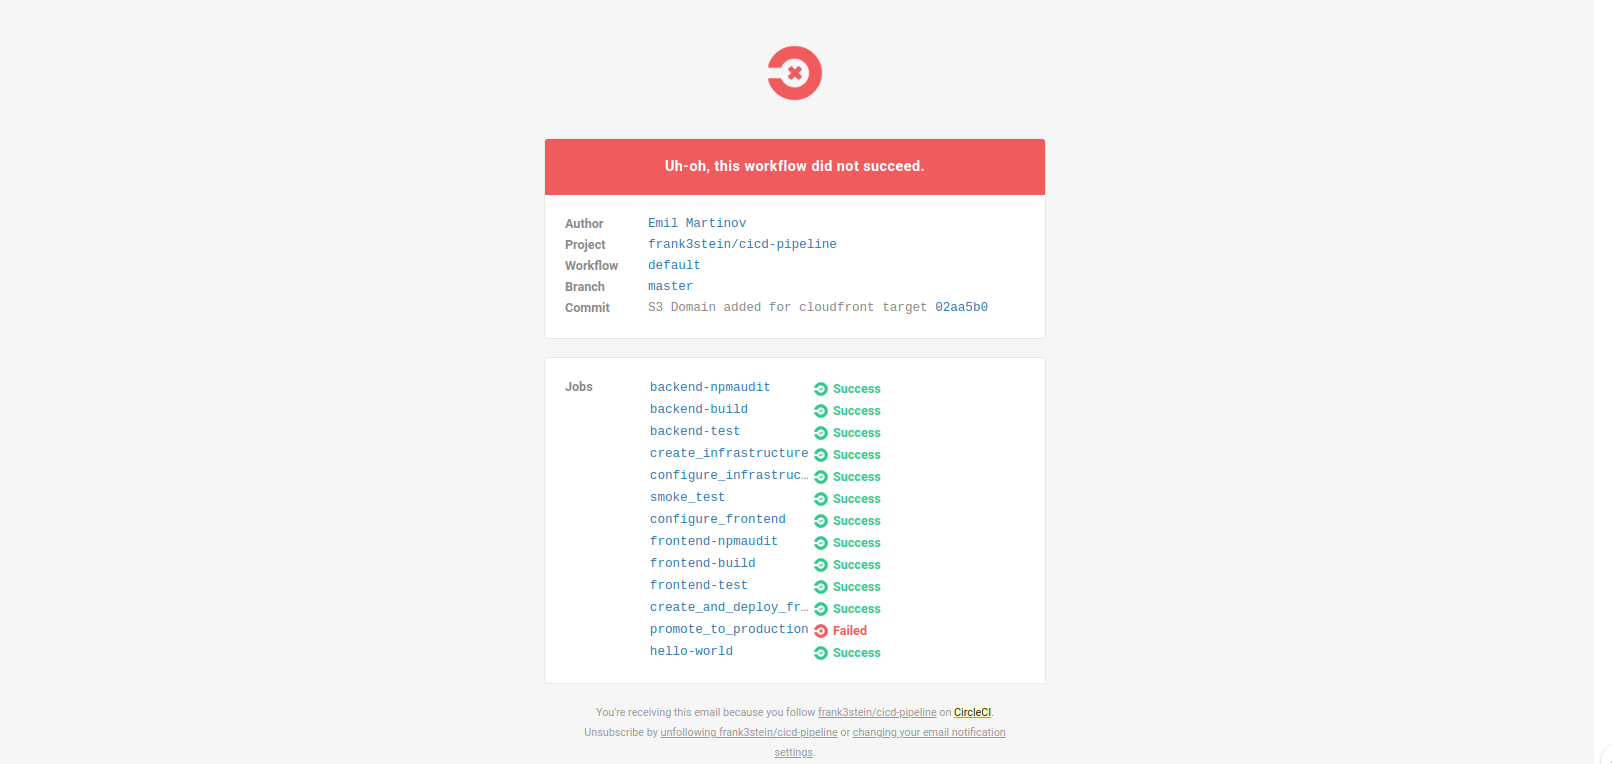 Uh-oh, this workflow did not succeed.
Author Emil Martinov
Project frank3stein/cicd-pipeline
Workflow default
Branch master
Commit S3 Domain added for cloudfront target 02aa5b0
Jobs backend-npmaudit Success
backend-build Success
backend-test Success
create_infrastructure Success
configure_infrastruc… Success
smoke_test Success
configure_frontend Success
frontend-npmaudit Success
frontend-build Success
frontend-test Success
create_and_deploy_fr… Success
promote_to_production Failed
hello-world Success
You're receiving this email because you follow frank3stein/cicd-pipeline on CircleCI.
Unsubscribe by unfollowing frank3stein/cicd-pipeline or changing your email notification
settings.